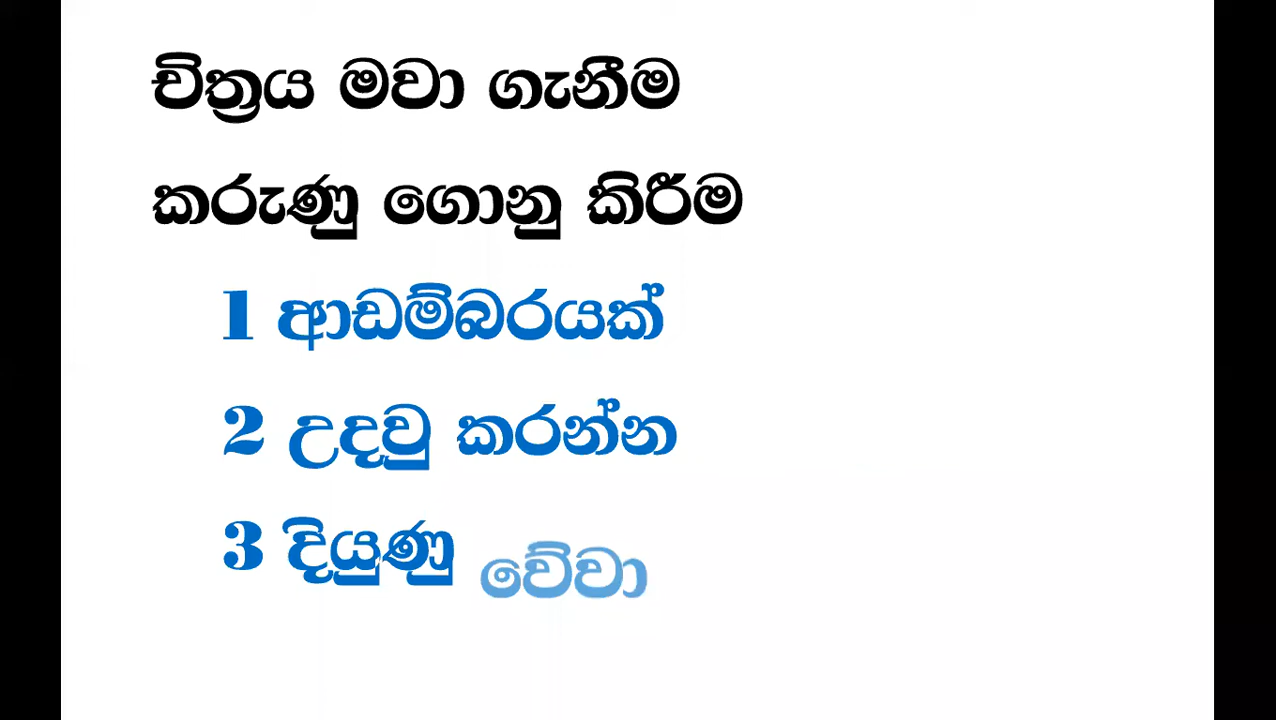 චිත්‍රය මවා ගැනීම
කරුණු ගොනු කිරීම
1 ආඩම්බරයක්
2 උදවු කරන්න
3 දියුණු වේවා